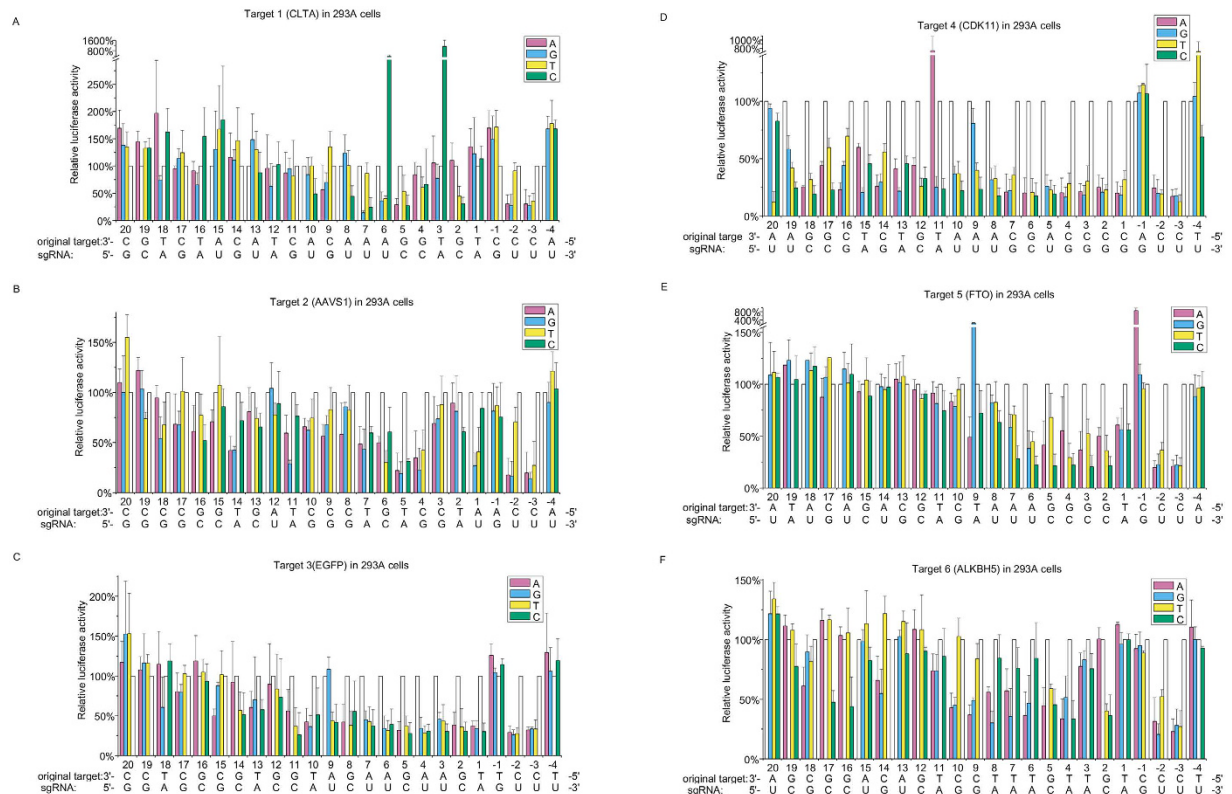 A
Target 1 (CLTA) in 293A cells
Relative luciferase activity
1600%
800%
250%
200%
150%
100%
50%
0%
A
G
T
C
20 19 18 17 16 15 14 13 12 11 10 9 8 7 6 5 4 3 2 1 -1 -2 -3 -4
original target:3'- C G T C T A C A T C A C A A A G G T G T C C C A -5'
sgRNA: 5'- G C A G A U G U A G U G U U U C C A C A G U U U -3'
B
Target 2 (AAVS1) in 293A cells
Relative luciferase activity
150%
100%
50%
0%
A
G
T
C
20 19 18 17 16 15 14 13 12 11 10 9 8 7 6 5 4 3 2 1 -1 -2 -3 -4
original target:3'- C C C C G G T G A T C C C T G T C C T A A C C A -5'
sgRNA: 5'- G G G G C C A C U A G G G A C A G G A U G U U U -3'
C
Target 3(EGFP) in 293A cells
Relative luciferase activity
200%
150%
100%
50%
0%
A
G
T
C
20 19 18 17 16 15 14 13 12 11 10 9 8 7 6 5 4 3 2 1 -1 -2 -3 -4
original target:3'- C C T C G C G T G G T A G A A G A A G T T C C T -5'
sgRNA: 5'- G G A G C G C A C C A U C U U C U U C A G U U U -3'
D
Target 4 (CDK11) in 293A cells
Relative luciferase activity
1000%
800%
100%
50%
0%
A
G
T
C
20 19 18 17 16 15 14 13 12 11 10 9 8 7 6 5 4 3 2 1 -1 -2 -3 -4
original targe 3'- A A G G C T C T G T A A A C G A C C C C A C C T -5'
sgRNA: 5'- U U C C G A G A C A U U U G C U G G G G G U U U -3'
E
Target 5 (FTO) in 293A cells
Relative luciferase activity
800%
400%
150%
100%
50%
0%
A
G
T
C
20 19 18 17 16 15 14 13 12 11 10 9 8 7 6 5 4 3 2 1 -1 -2 -3 -4
original target:3'- A T A C A G A C G T C T A A A G G G G T C C C A -5'
sgRNA: 5'- U A U G U C U G C A G A U U U C C C C A G U U U -3'
F
Target 6 (ALKBH5) in 293A cells
Relative luciferase activity
150%
100%
50%
0%
A
G
T
C
20 19 18 17 16 15 14 13 12 11 10 9 8 7 6 5 4 3 2 1 -1 -2 -3 -4
original target:3'- A G C G G A C A G T C C T T T G T T G T C C C T -5'
sgRNA: 5'- U C G C C U G U C A G G A A A C A A C A G U U U -3'